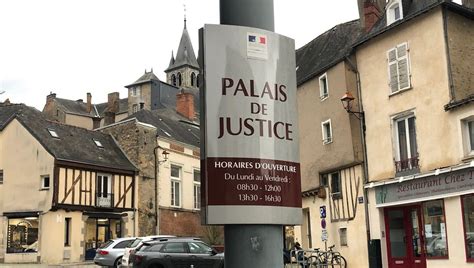 PALAIS
DE
JUSTICE
HORAIRES D'OUVERTURE
Du Lundi au Vendredi :
08h30 - 12h00
13h30 - 16h30
Restaurant Chez